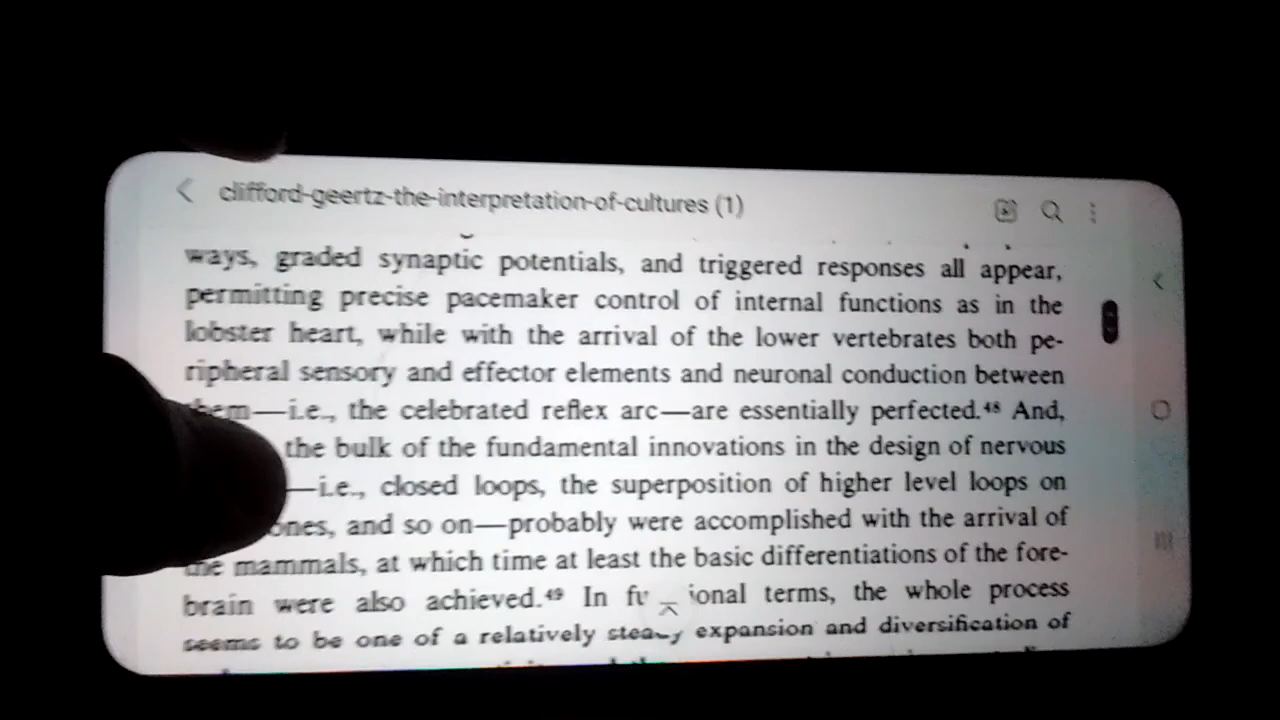 clifford-geertz-the-interpretation-of-cultures (1)
ways, graded synaptic potentials, and triggered responses all appear,
permitting precise pacemaker control of internal functions as in the
lobster heart, while with the arrival of the lower vertebrates both pe-
ripheral sensory and effector elements and neuronal conduction between
them—i.e., the celebrated reflex arc—are essentially perfected.⁴⁸ And,
the bulk of the fundamental innovations in the design of nervous
—i.e., closed loops, the superposition of higher level loops on
ones, and so on—probably were accomplished with the arrival of
the mammals, at which time at least the basic differentiations of the fore-
brain were also achieved.⁴⁹ In terms, the whole process
seems to be one of a relatively steady expansion and diversification of